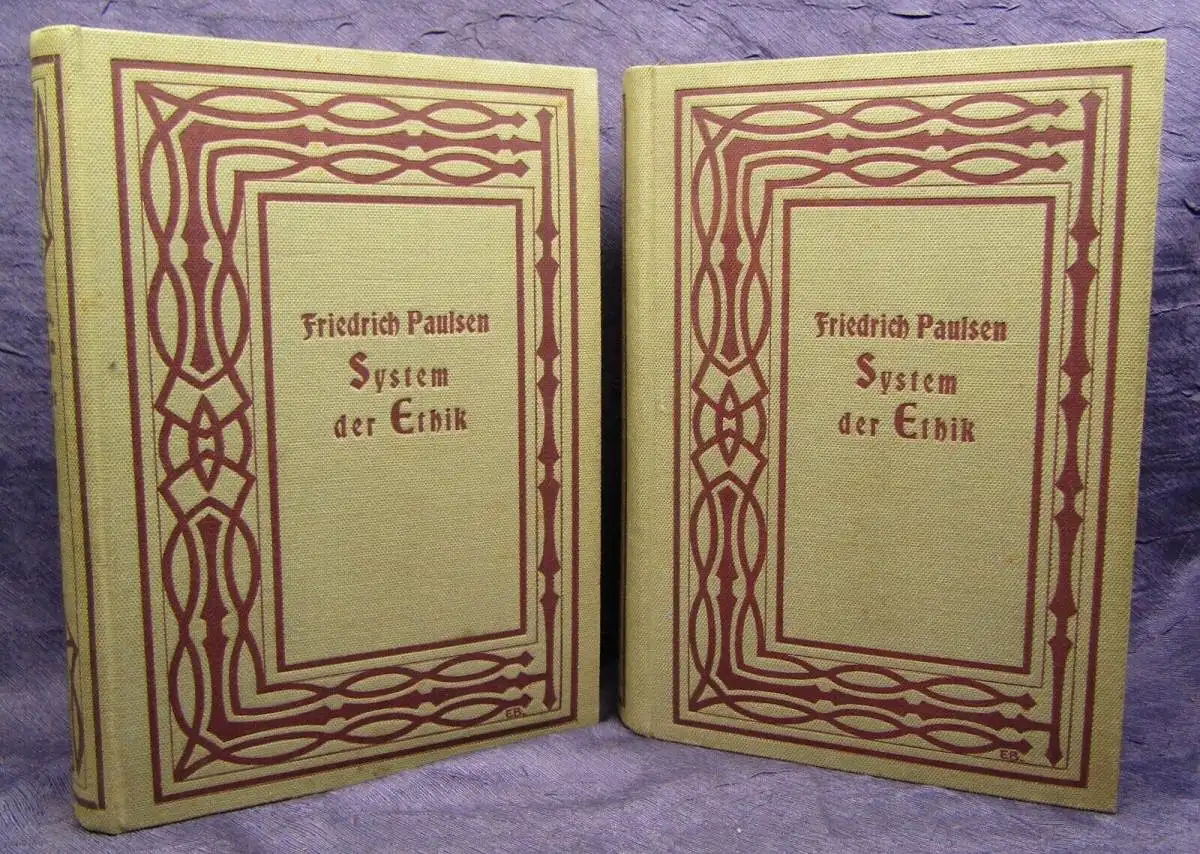 Friedrich Paulsen
System
der Ethik
EB.
Friedrich Paulsen
System
der Ethik
EB.